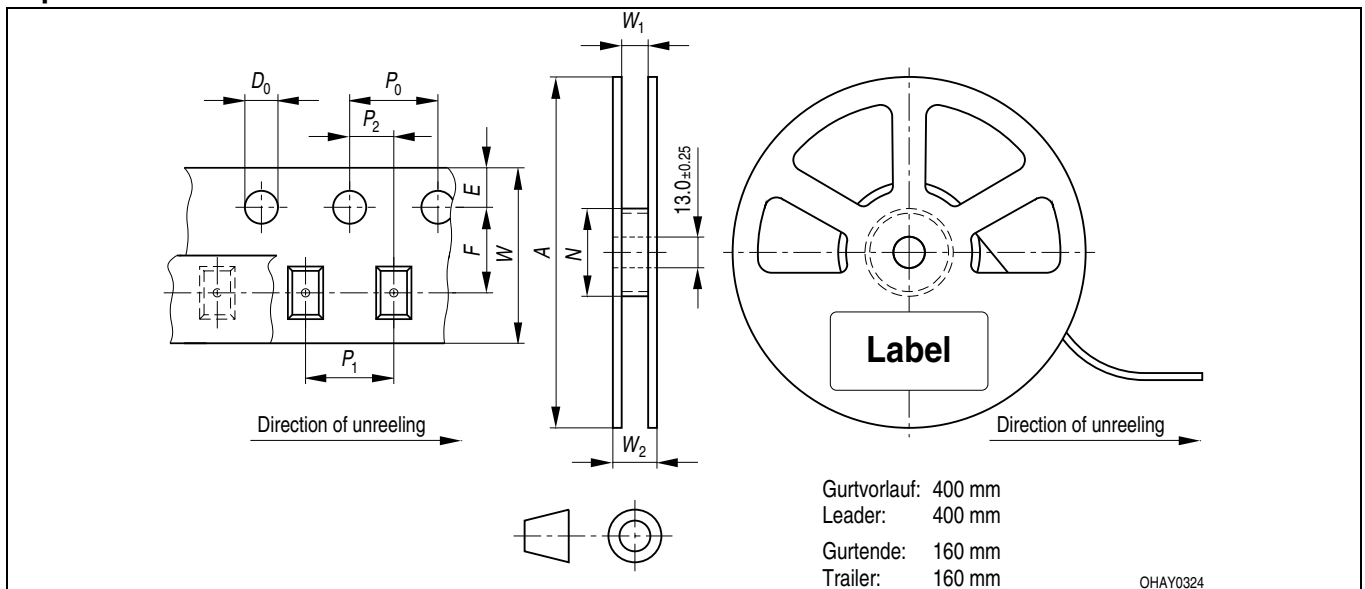 W₁
D₀
P₀
P₂
E
F
W
A
N
13.0±0.25
Label
P₁
Direction of unreeling
W₂
Direction of unreeling
Gurtvorlauf: 400 mm
Leader: 400 mm
Gurtende: 160 mm
Trailer: 160 mm
OHAY0324